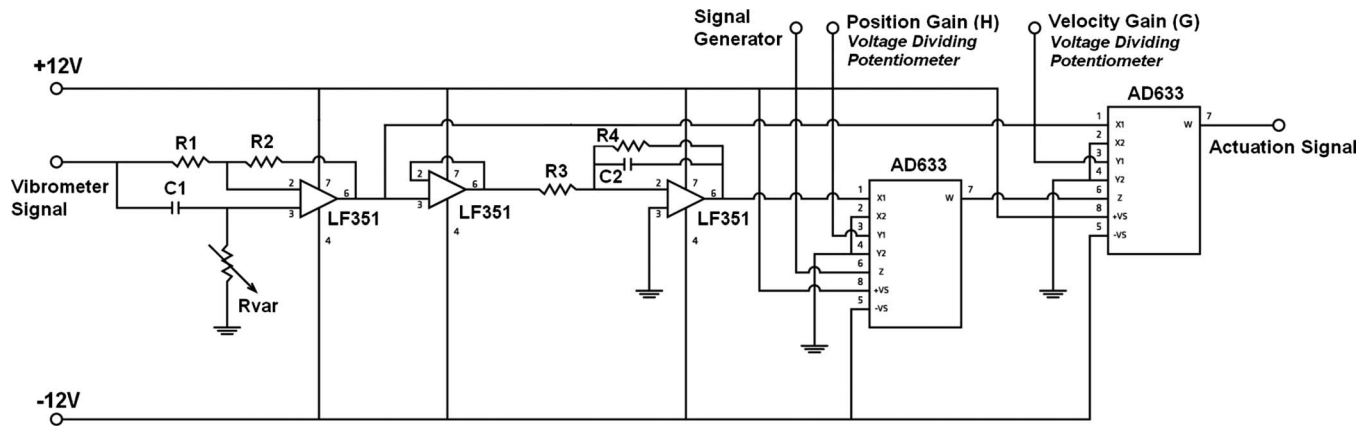 Signal
Generator
Position Gain (H)
Voltage Dividing
Potentiometer
Velocity Gain (G)
Voltage Dividing
Potentiometer
+12V
AD633
R1
R2
R4
C2
R3
1
X1
2
X2
3
Y1
4
Y2
6
Z
8
+VS
5
-VS
W
7
Actuation Signal
Vibrometer
Signal
C1
2
7
6
3
LF351
4
2
7
6
3
LF351
4
2
7
6
3
LF351
4
AD633
1
X1
2
X2
3
Y1
4
Y2
6
Z
8
+VS
5
-VS
W
7
Rvar
-12V